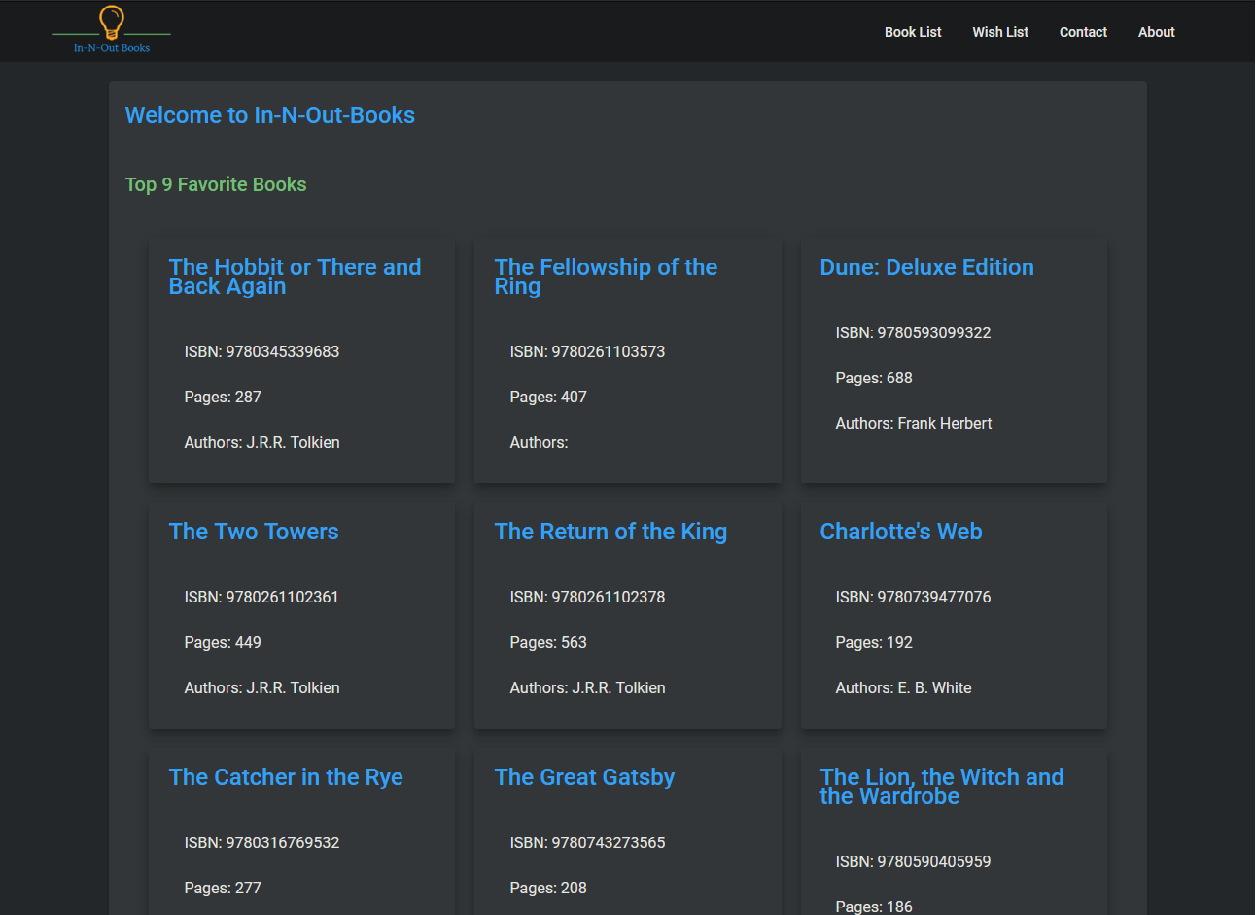 In-N-Out Books
Book List
Wish List
Contact
About
Welcome to In-N-Out-Books
Top 9 Favorite Books
The Hobbit or There and
Back Again
ISBN: 9780345339683
Pages: 287
Authors: J.R.R. Tolkien
The Fellowship of the
Ring
ISBN: 9780261103573
Pages: 407
Authors:
Dune: Deluxe Edition
ISBN: 9780593099322
Pages: 688
Authors: Frank Herbert
The Two Towers
ISBN: 9780261102361
Pages: 449
Authors: J.R.R. Tolkien
The Return of the King
ISBN: 9780261102378
Pages: 563
Authors: J.R.R. Tolkien
Charlotte's Web
ISBN: 9780739477076
Pages: 192
Authors: E. B. White
The Catcher in the Rye
ISBN: 9780316769532
Pages: 277
The Great Gatsby
ISBN: 9780743273565
Pages: 208
The Lion, the Witch and
the Wardrobe
ISBN: 9780590405959
Pages: 186